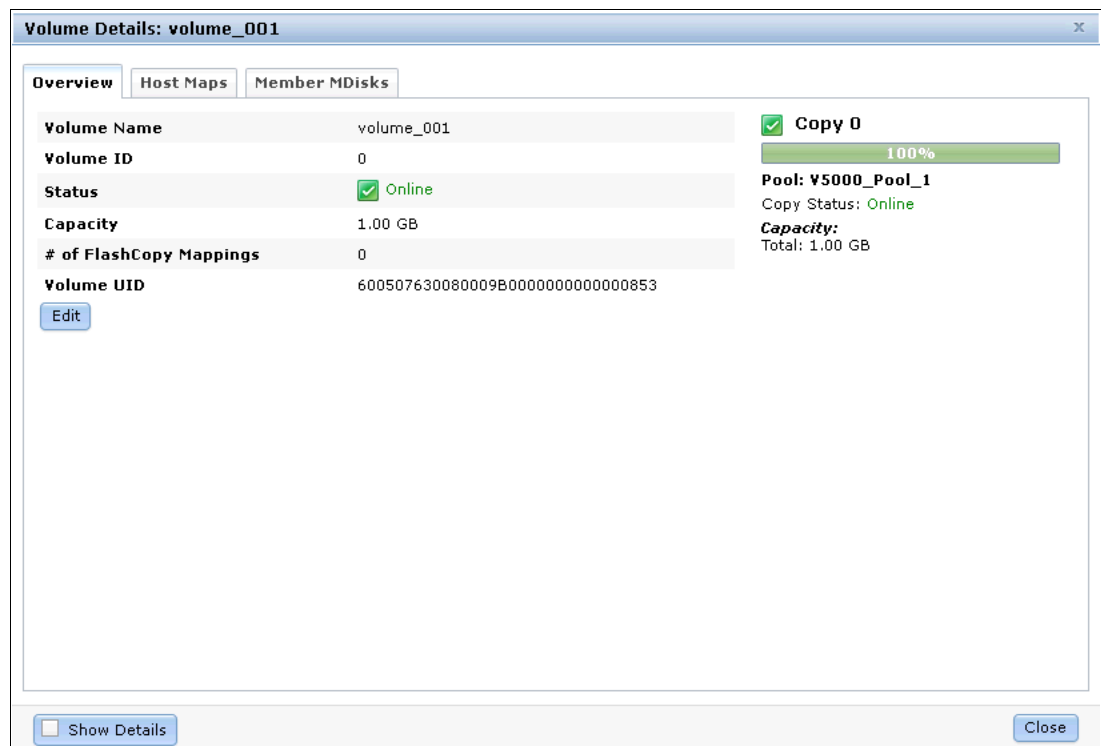 Volume Details: volume_001
x
Overview
Host Maps
Member MDisks
Volume Name volume_001
Volume ID 0
Status Online
Capacity 1.00 GB
# of FlashCopy Mappings 0
Volume UID 600507630080009B0000000000000853
Edit
Copy 0
100%
Pool: V5000_Pool_1
Copy Status: Online
Capacity:
Total: 1.00 GB
Show Details
Close